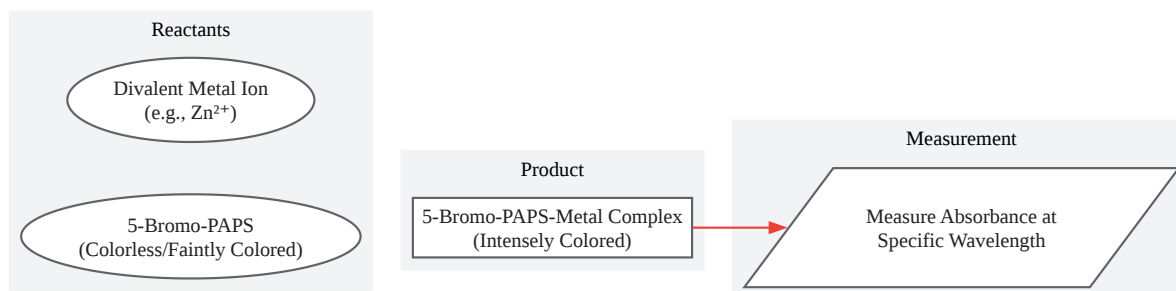 Reactants
Divalent Metal Ion
(e.g., Zn²⁺)
5-Bromo-PAPS
(Colorless/Faintly Colored)
Product
5-Bromo-PAPS-Metal Complex
(Intensely Colored)
Measurement
Measure Absorbance at
Specific Wavelength